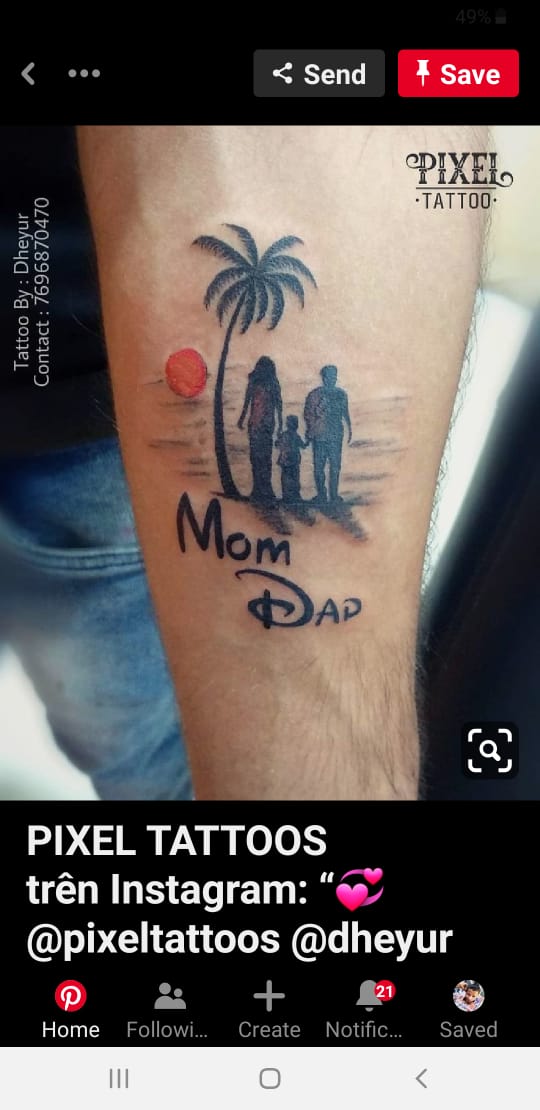 49%
Send
Save
PIXEL
·TATTOO·
Tattoo By : Dheyur
Contact : 7696870470
Mom
DAD
PIXEL TATTOOS
trên Instagram: “💞
@pixeltattoos @dheyur
21
Home
Followi...
Create
Notific...
Saved